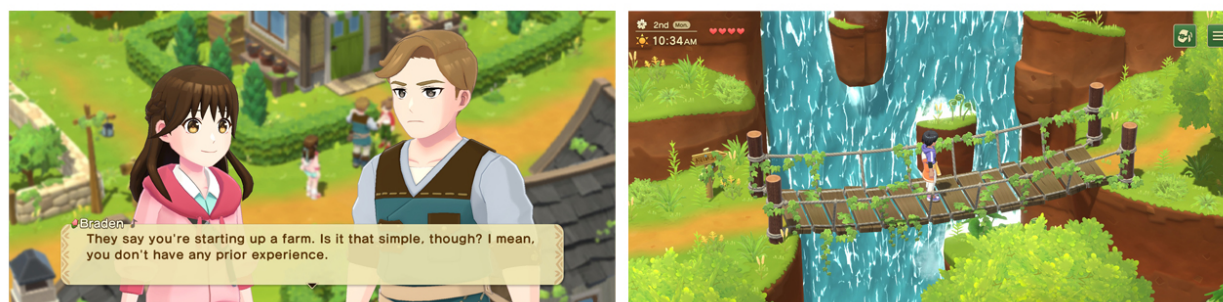 Braden
They say you're starting up a farm. Is it that simple, though? I mean,
you don't have any prior experience.
2nd Mon.
10:34AM